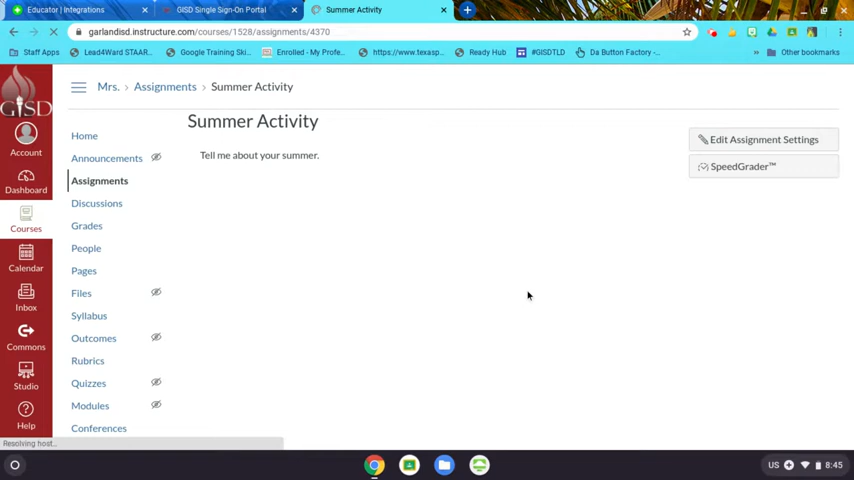 Educator | Integrations
GISD Single Sign-On Portal
Summer Activity
garlandisd.instructure.com/courses/1528/assignments/4370
Staff Apps
Lead4Ward STAAR...
Google Training Skil...
Enrolled - My Profe...
https://www.texasp...
Ready Hub
#GISDTLD
Da Button Factory -...
»
Other bookmarks
GISD
Mrs. > Assignments > Summer Activity
Account
Dashboard
Courses
Calendar
Inbox
Commons
Studio
Help
Home
Announcements
Assignments
Discussions
Grades
People
Pages
Files
Syllabus
Outcomes
Rubrics
Quizzes
Modules
Conferences
Summer Activity
Tell me about your summer.
Edit Assignment Settings
SpeedGrader™
Resolving host...
US
8:45